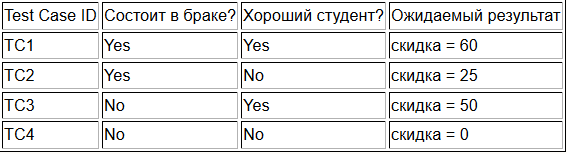 Test Case ID Состоит в браке? Хороший студент? Ожидаемый результат
TC1 Yes Yes скидка = 60
TC2 Yes No скидка = 25
TC3 No Yes скидка = 50
TC4 No No скидка = 0